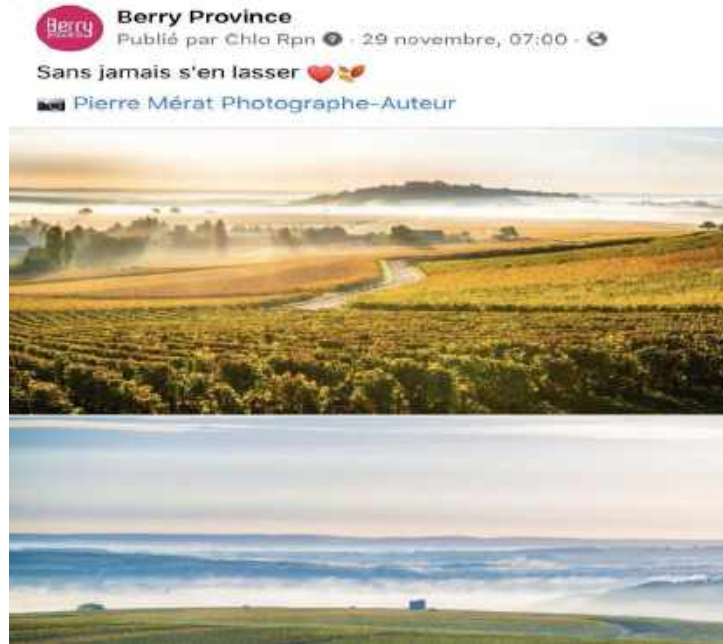 Berry
Berry Province
Publié par Chlo Rpn · 29 novembre, 07:00 ·
Sans jamais s'en lasser ❤️🍂
📷 Pierre Mérat Photographe-Auteur